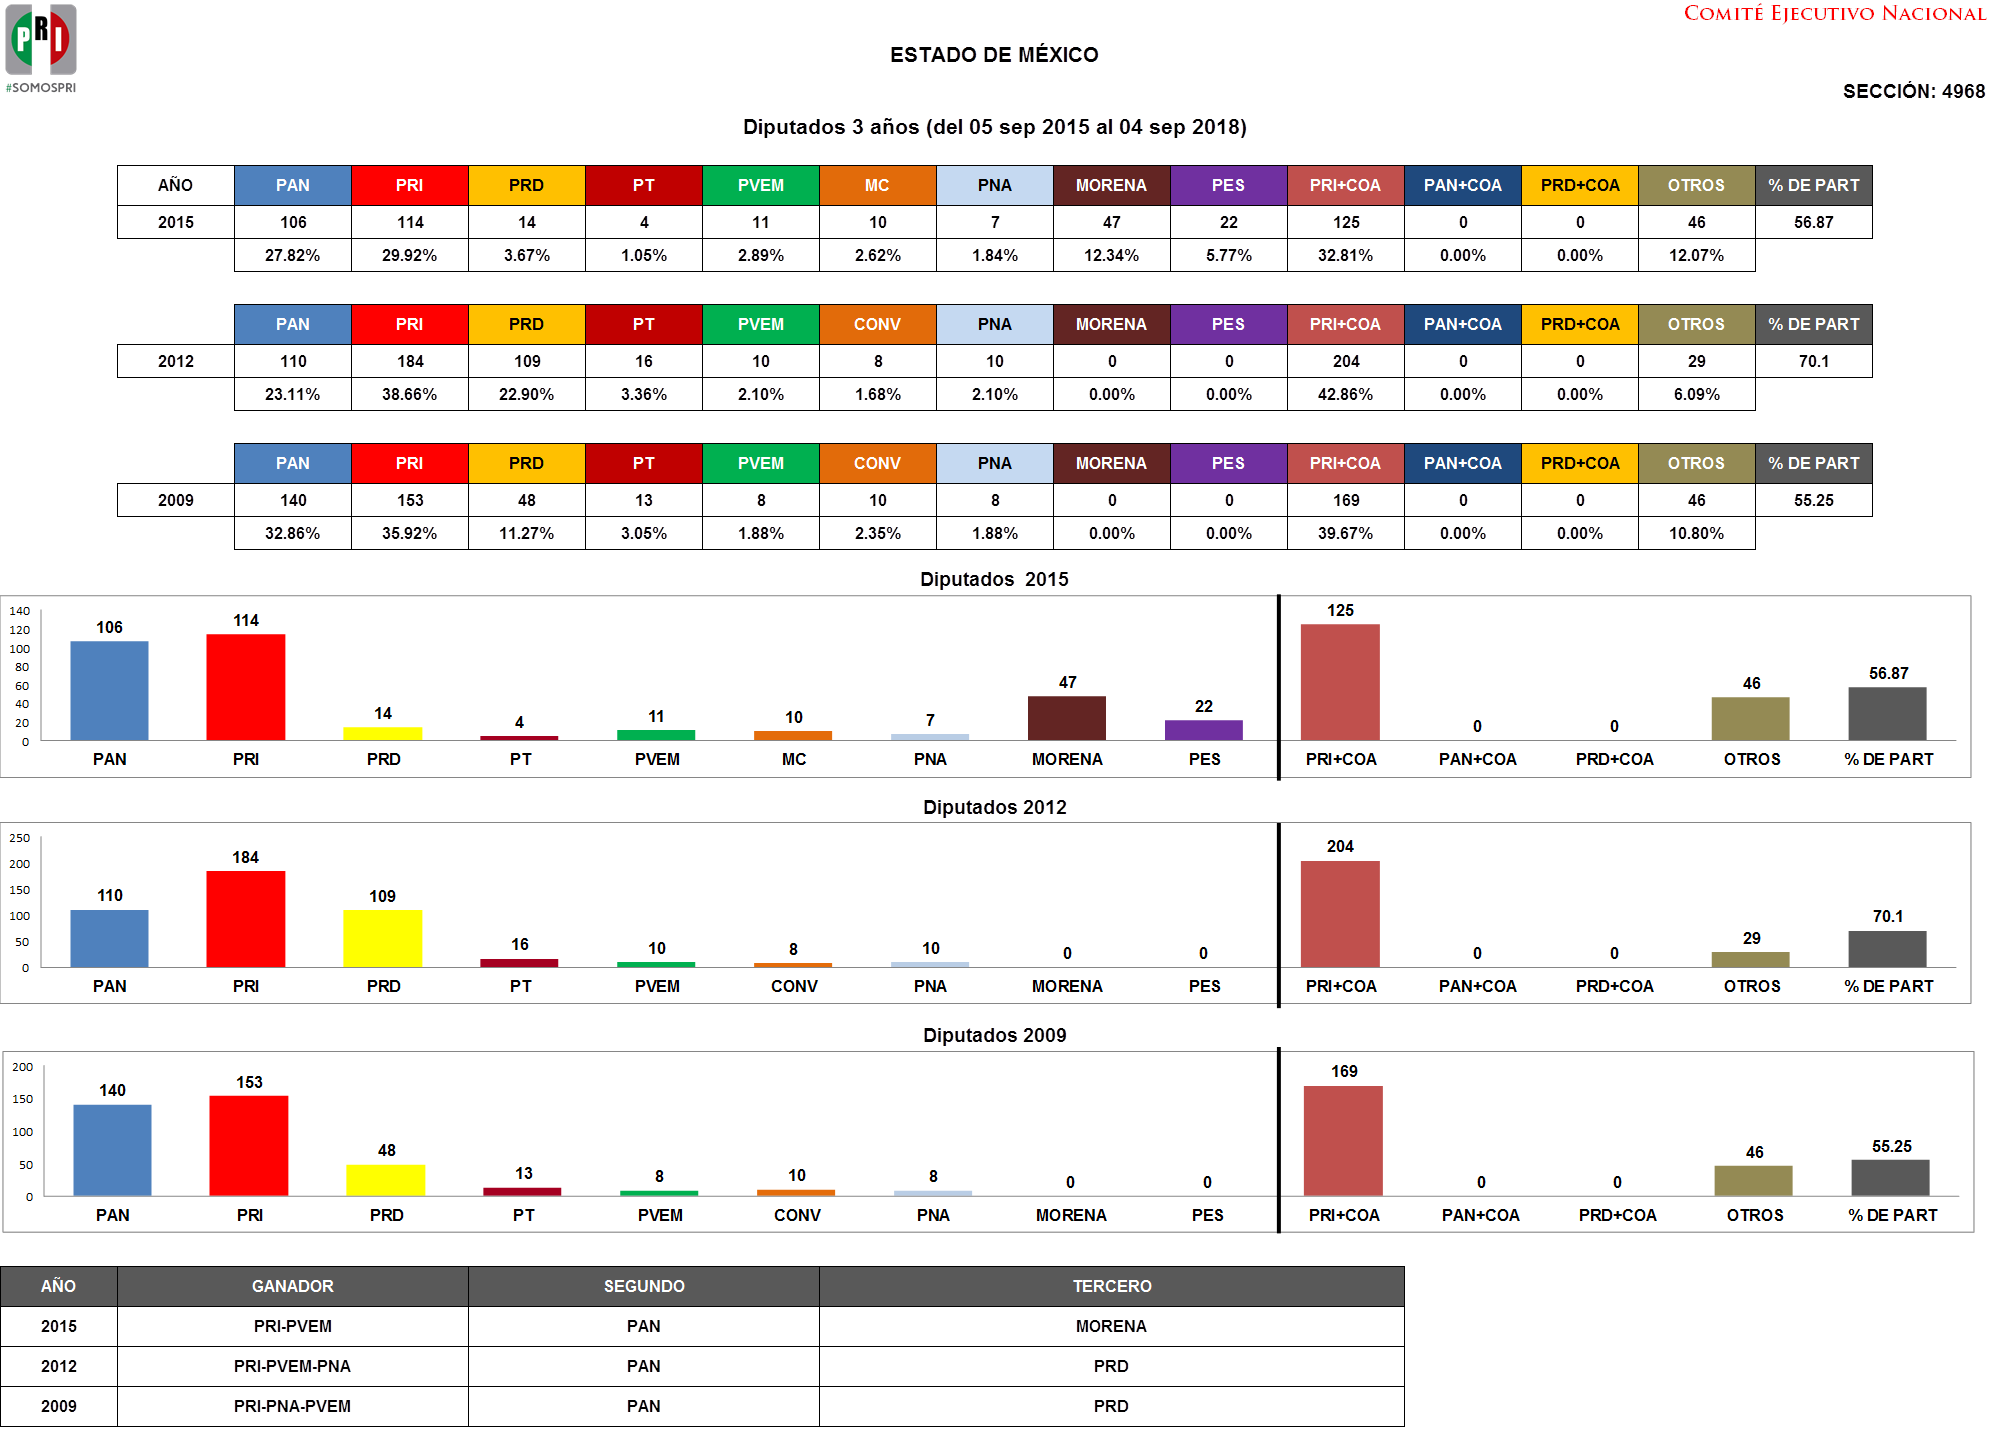 PRI
#SOMOSPRI
COMITÉ EJECUTIVO NACIONAL
ESTADO DE MÉXICO
SECCIÓN: 4968
Diputados 3 años (del 05 sep 2015 al 04 sep 2018)
AÑO PAN PRI PRD PT PVEM MC PNA MORENA PES PRI+COA PAN+COA PRD+COA OTROS % DE PART
2015 106 114 14 4 11 10 7 47 22 125 0 0 46 56.87
27.82% 29.92% 3.67% 1.05% 2.89% 2.62% 1.84% 12.34% 5.77% 32.81% 0.00% 0.00% 12.07%
PAN PRI PRD PT PVEM CONV PNA MORENA PES PRI+COA PAN+COA PRD+COA OTROS % DE PART
2012 110 184 109 16 10 8 10 0 0 204 0 0 29 70.1
23.11% 38.66% 22.90% 3.36% 2.10% 1.68% 2.10% 0.00% 0.00% 42.86% 0.00% 0.00% 6.09%
PAN PRI PRD PT PVEM CONV PNA MORENA PES PRI+COA PAN+COA PRD+COA OTROS % DE PART
2009 140 153 48 13 8 10 8 0 0 169 0 0 46 55.25
32.86% 35.92% 11.27% 3.05% 1.88% 2.35% 1.88% 0.00% 0.00% 39.67% 0.00% 0.00% 10.80%
Diputados 2015
140
120
100
80
60
40
20
0
106 114 14 4 11 10 7 47 22 125 0 0 46 56.87
PAN PRI PRD PT PVEM MC PNA MORENA PES PRI+COA PAN+COA PRD+COA OTROS % DE PART
Diputados 2012
250
200
150
100
50
0
110 184 109 16 10 8 10 0 0 204 0 0 29 70.1
PAN PRI PRD PT PVEM CONV PNA MORENA PES PRI+COA PAN+COA PRD+COA OTROS % DE PART
Diputados 2009
200
150
100
50
0
140 153 48 13 8 10 8 0 0 169 0 0 46 55.25
PAN PRI PRD PT PVEM CONV PNA MORENA PES PRI+COA PAN+COA PRD+COA OTROS % DE PART
AÑO GANADOR SEGUNDO TERCERO
2015 PRI-PVEM PAN MORENA
2012 PRI-PVEM-PNA PAN PRD
2009 PRI-PNA-PVEM PAN PRD